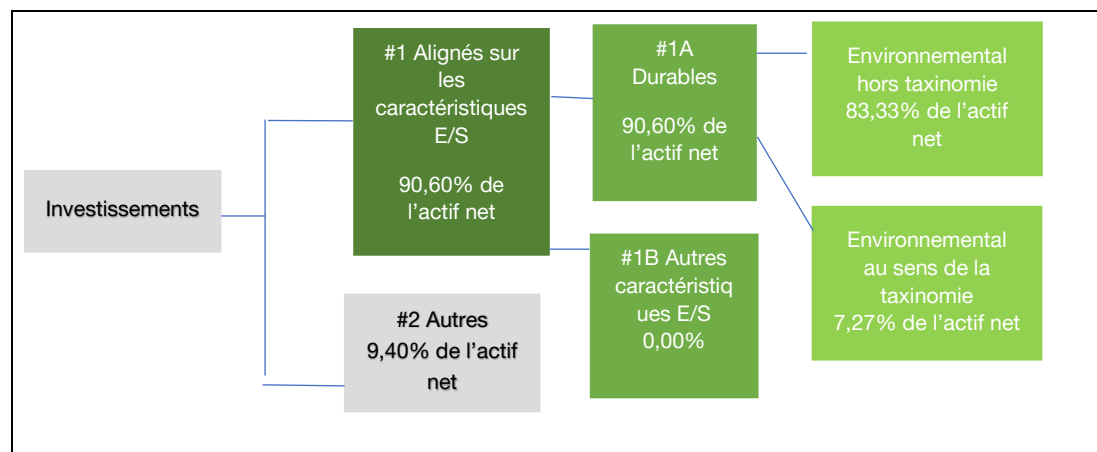 Investissements
#1 Alignés sur
les
caractéristiques
E/S
90,60% de
l’actif net
#2 Autres
9,40% de l’actif
net
#1A
Durables
90,60% de
l’actif net
#1B Autres
caractéristiq
ues E/S
0,00%
Environnemental
hors taxinomie
83,33% de l’actif
net
Environnemental
au sens de la
taxinomie
7,27% de l’actif net